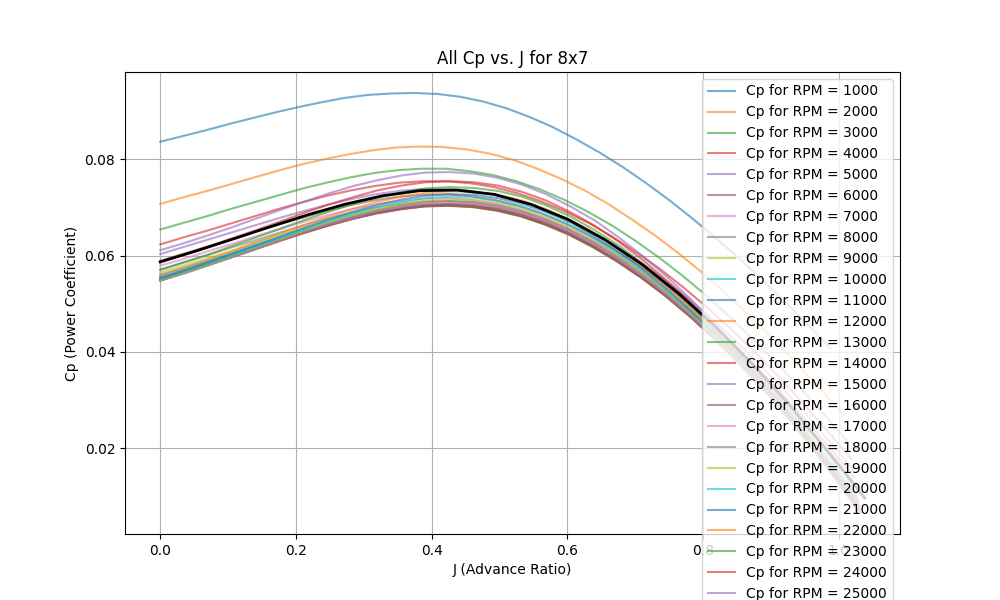 All Cp vs. J for 8x7
Cp (Power Coefficient)
0.08
0.06
0.04
0.02
0.0 0.2 0.4 0.6 0.8 1.0
J (Advance Ratio)
Cp for RPM = 1000
Cp for RPM = 2000
Cp for RPM = 3000
Cp for RPM = 4000
Cp for RPM = 5000
Cp for RPM = 6000
Cp for RPM = 7000
Cp for RPM = 8000
Cp for RPM = 9000
Cp for RPM = 10000
Cp for RPM = 11000
Cp for RPM = 12000
Cp for RPM = 13000
Cp for RPM = 14000
Cp for RPM = 15000
Cp for RPM = 16000
Cp for RPM = 17000
Cp for RPM = 18000
Cp for RPM = 19000
Cp for RPM = 20000
Cp for RPM = 21000
Cp for RPM = 22000
Cp for RPM = 23000
Cp for RPM = 24000
Cp for RPM = 25000